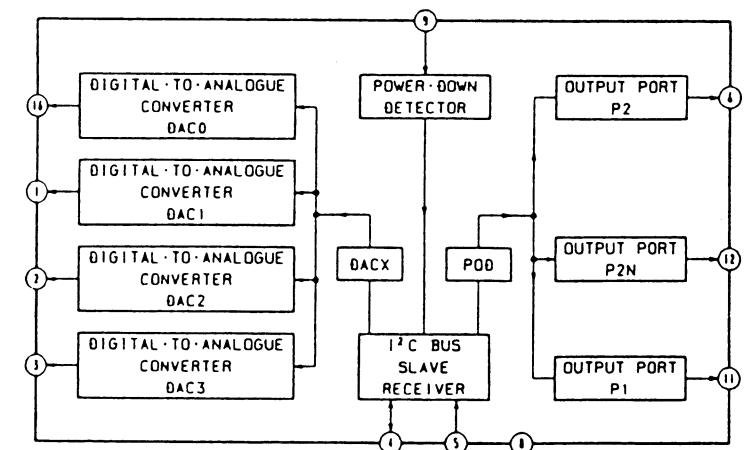 9
DIGITAL·TO·ANALOGUE
CONVERTER
DAC0
16
POWER·DOWN
DETECTOR
OUTPUT PORT
P2
6
DIGITAL·TO·ANALOGUE
CONVERTER
DAC1
1
DIGITAL·TO·ANALOGUE
CONVERTER
DAC2
2
DACX
POD
OUTPUT PORT
P2N
12
DIGITAL·TO·ANALOGUE
CONVERTER
DAC3
3
I²C BUS
SLAVE
RECEIVER
OUTPUT PORT
P1
11
4
5
8